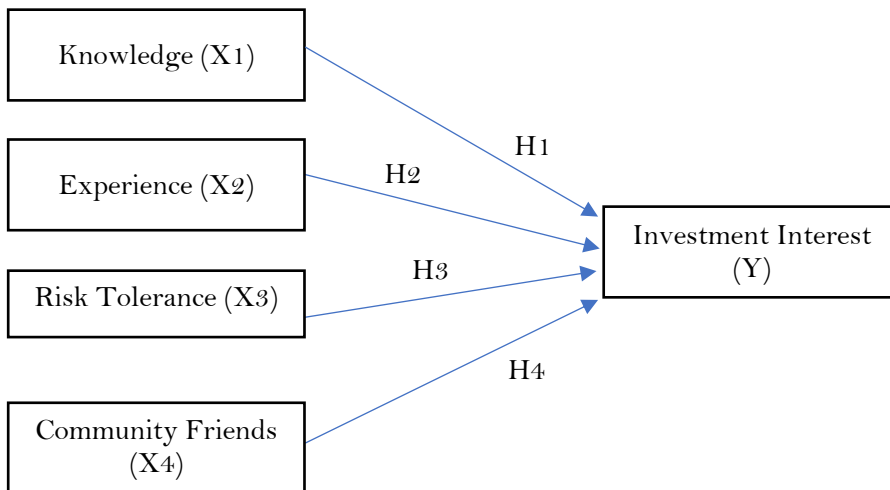 Knowledge (X1)
H1
Experience (X2)
H2
Investment Interest
(Y)
Risk Tolerance (X3)
H3
H4
Community Friends
(X4)